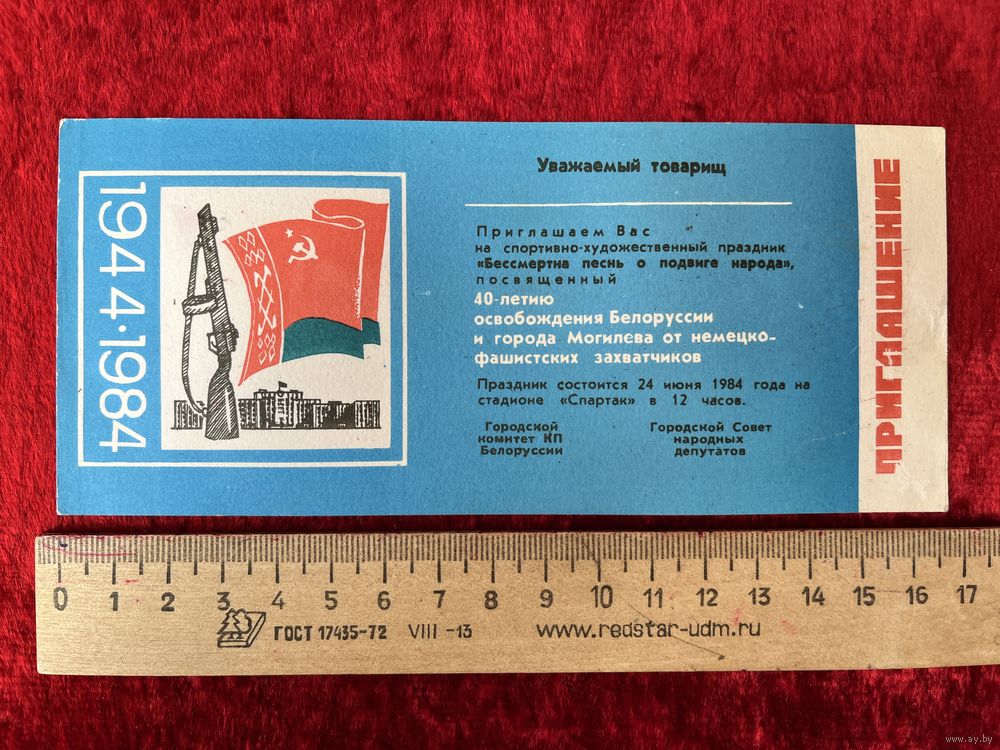 1944·1984
Уважаемый товарищ
Приглашаем Вас
на спортивно-художественный праздник
«Бессмертна песнь о подвиге народа»,
посвященный
40-летию
освобождения Белоруссии
и города Могилева от немецко-
фашистских захватчиков
Праздник состоится 24 июня 1984 года на
стадионе «Спартак» в 12 часов.
Городской
комитет КП
Белоруссии
Городской Совет
народных
депутатов
ПРИГЛАШЕНИЕ
0 1 2 3 4 5 6 7 8 9 10 11 12 13 14 15 16 17
ГОСТ 17435-72 VIII -13 www.redstar-udm.ru
www.ay.by